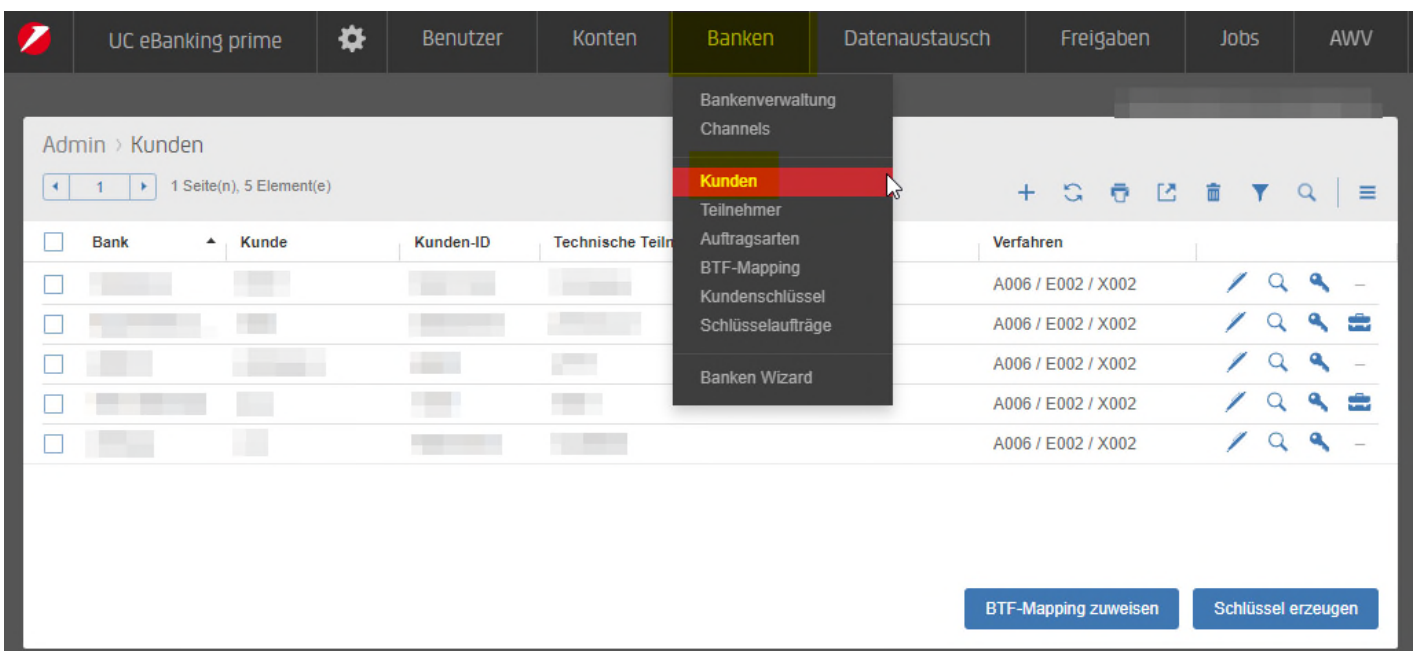 UC eBanking prime Benutzer Konten Banken Datenaustausch Freigaben Jobs AWV
Bankenverwaltung
Channels
Admin › Kunden
1 1 Seite(n), 5 Element(e)
Kunden
Teilnehmer
Auftragsarten
BTF-Mapping
Kundenschlüssel
Schlüsselaufträge
Banken Wizard
Bank Kunde Kunden-ID Technische Teiln Verfahren
A006 / E002 / X002
A006 / E002 / X002
A006 / E002 / X002
A006 / E002 / X002
A006 / E002 / X002
BTF-Mapping zuweisen Schlüssel erzeugen